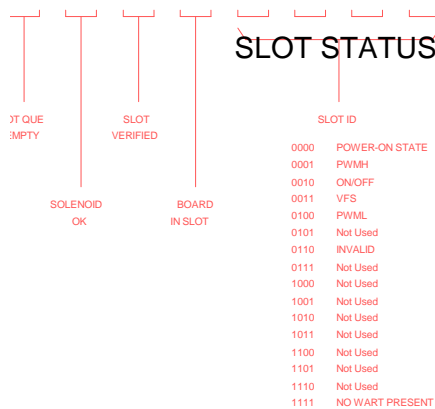 SLOT STATUS
OT QUE
EMPTY
SLOT
VERIFIED
SLOT ID
SOLENOID
OK
BOARD
IN SLOT
0000 POWER-ON STATE
0001 PWMH
0010 ON/OFF
0011 VFS
0100 PWML
0101 Not Used
0110 INVALID
0111 Not Used
1000 Not Used
1001 Not Used
1010 Not Used
1011 Not Used
1100 Not Used
1101 Not Used
1110 Not Used
1111 NO WART PRESENT